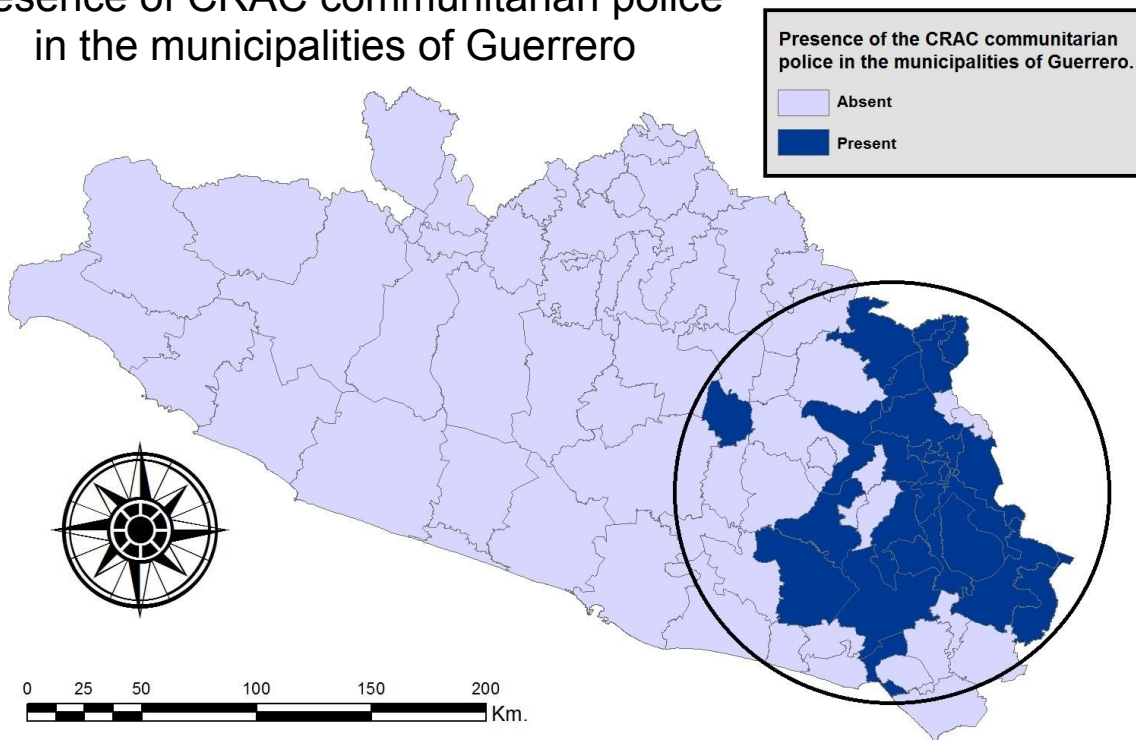 esence of CRAC communitarian police
in the municipalities of Guerrero
Presence of the CRAC communitarian
police in the municipalities of Guerrero.
Absent
Present
0 25 50 100 150 200
Km.